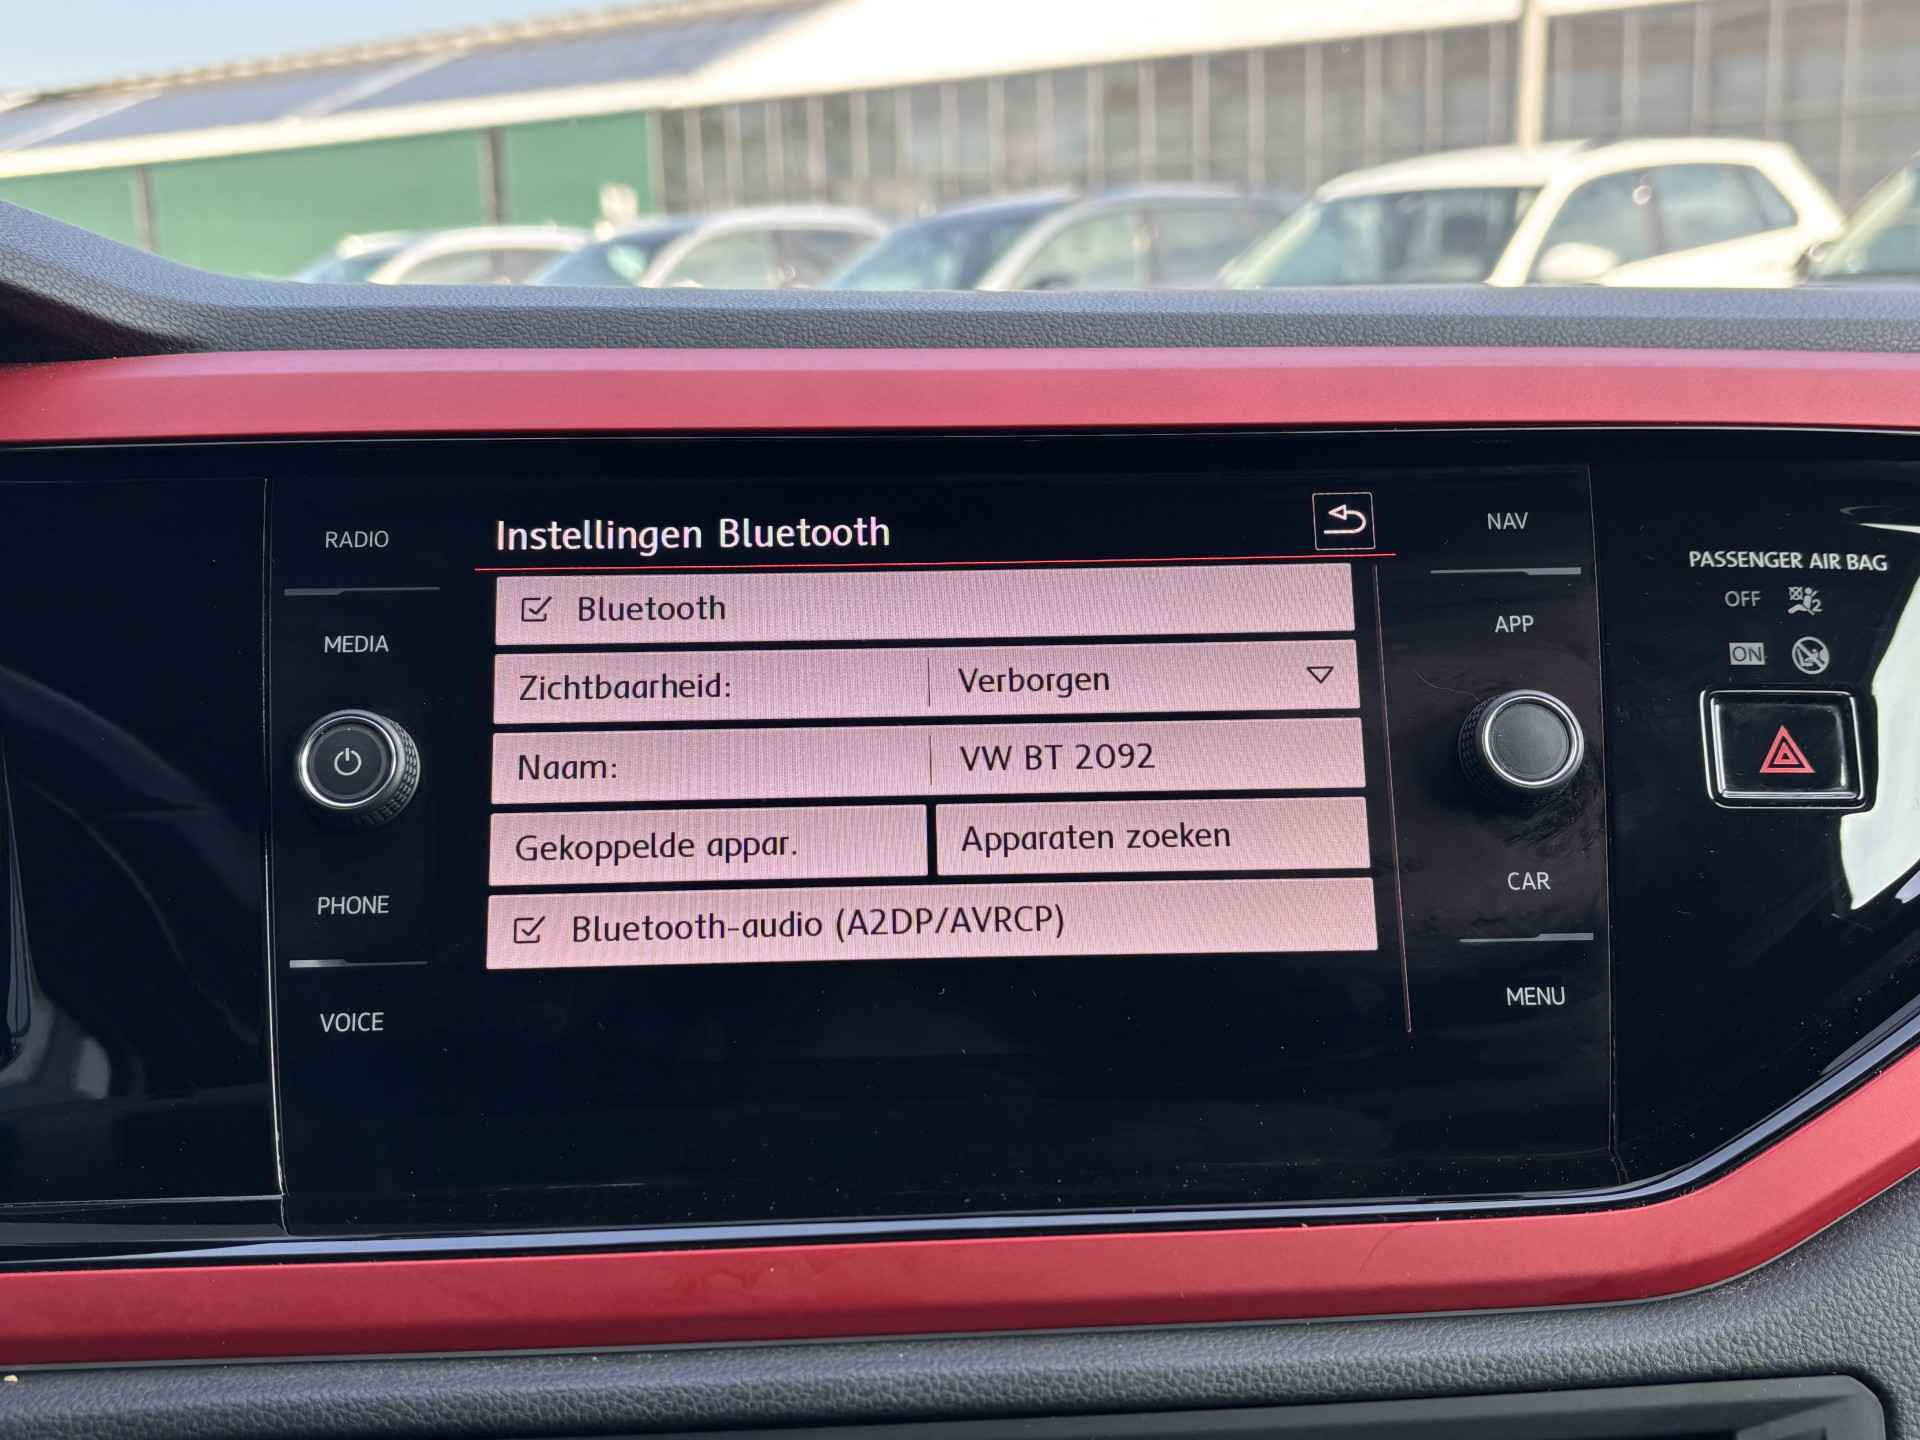 RADIO
MEDIA
PHONE
VOICE
Instellingen Bluetooth
Bluetooth
Zichtbaarheid: Verborgen
Naam: VW BT 2092
Gekoppelde appar. Apparaten zoeken
Bluetooth-audio (A2DP/AVRCP)
NAV
APP
CAR
MENU
PASSENGER AIR BAG
OFF 2
ON